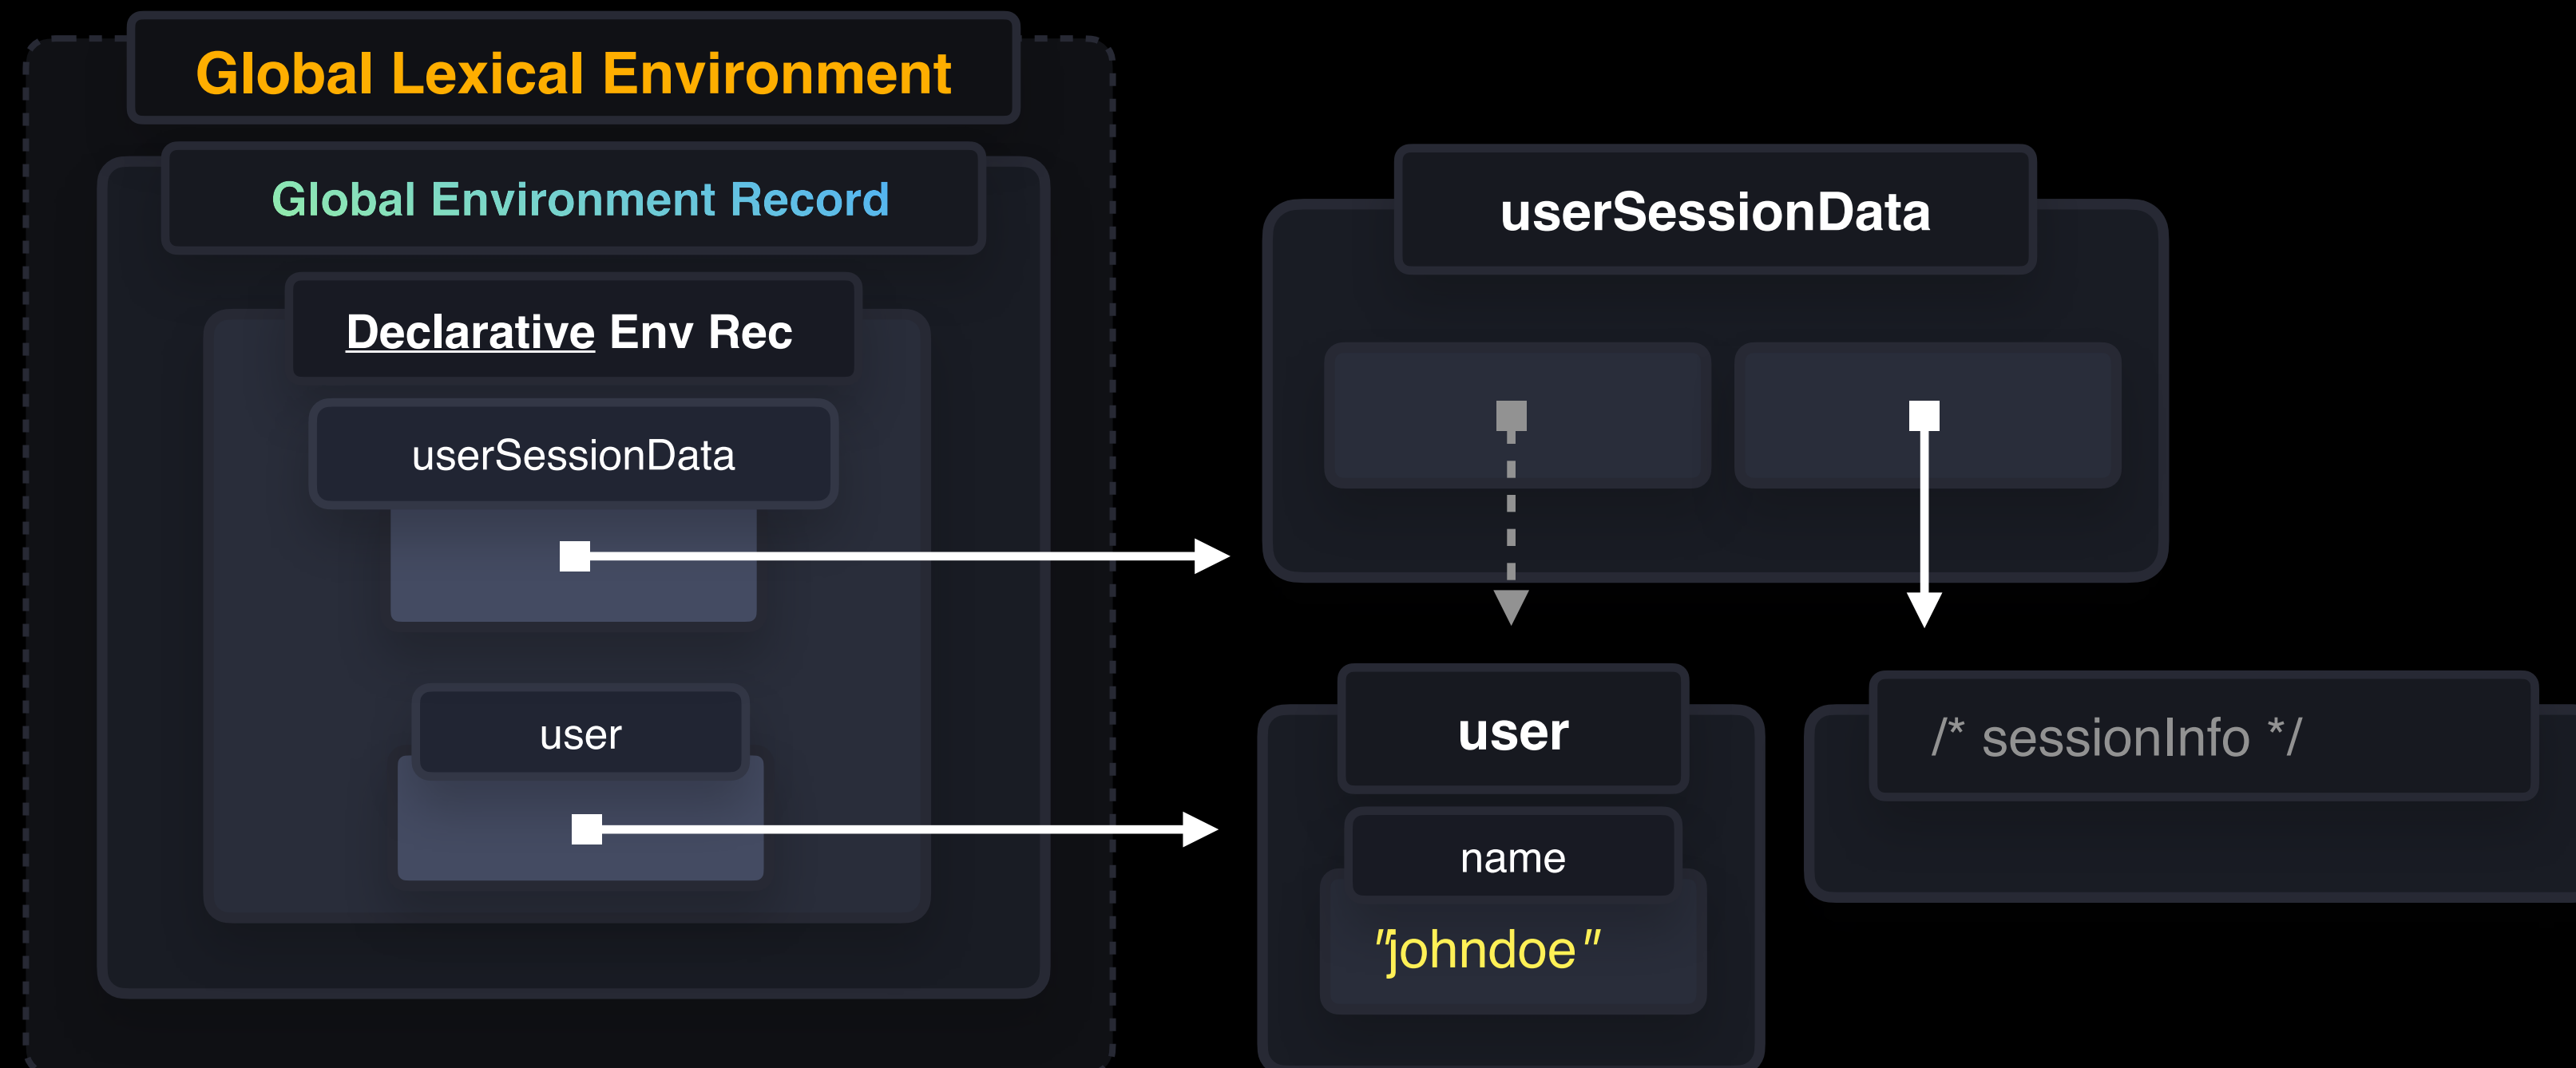 Global Lexical Environment
Global Environment Record
Declarative Env Rec
userSessionData
user
userSessionData
user
name
"johndoe"
/* sessionInfo */